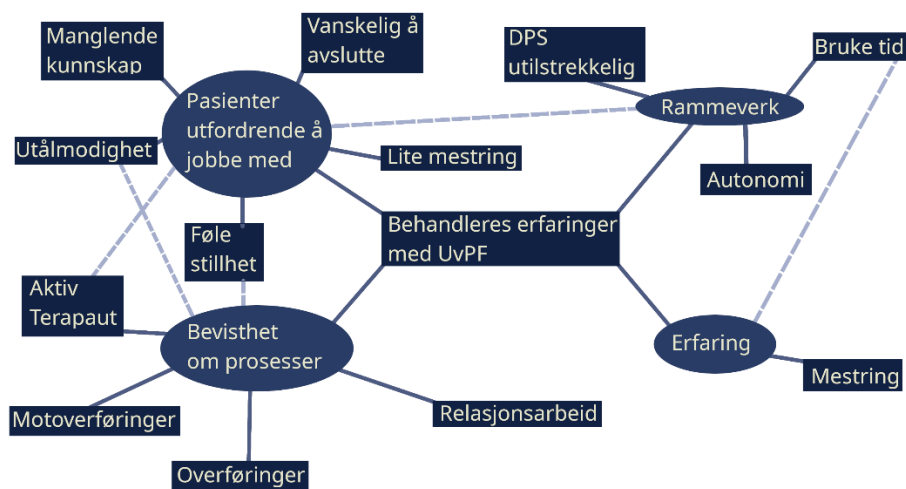 Manglende
kunnskap
Vanskelig å
avslutte
DPS
utilstrekkelig
Bruke tid
Pasienter
utfordrende å
jobbe med
Rammeverk
Utålmodighet
Lite mestring
Autonomi
Føle
stillhet
Behandleres erfaringer
med UvPF
Aktiv
Terapaut
Bevisthet
om prosesser
Erfaring
Mestring
Motoverføringer
Relasjonsarbeid
Overføringer